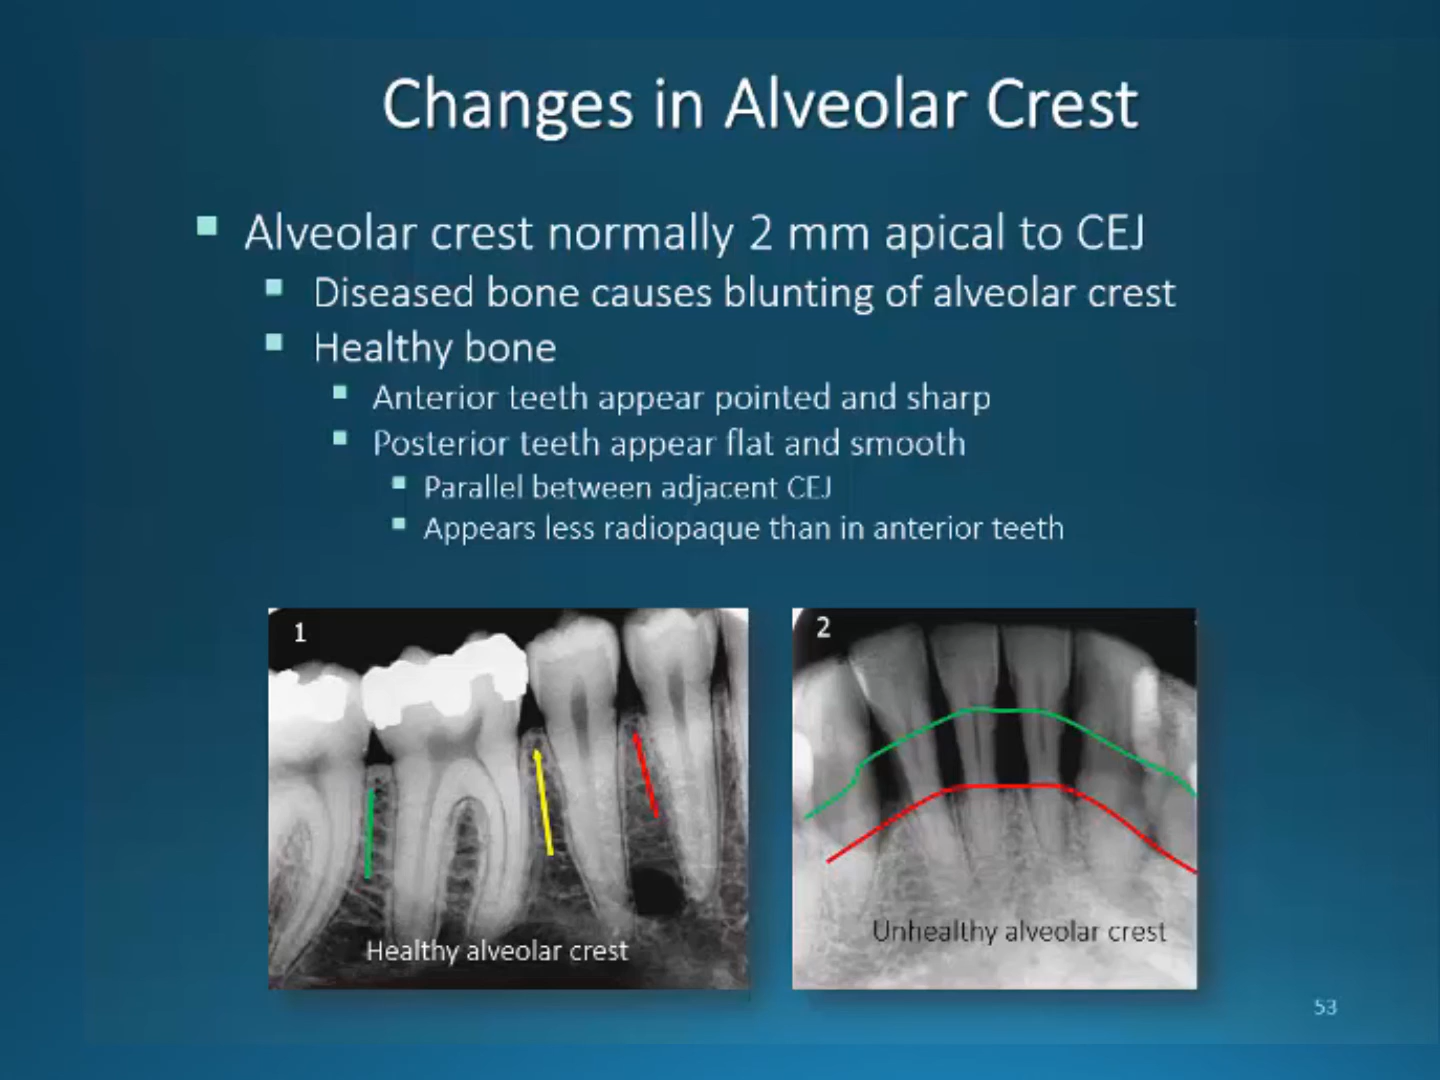 Changes in Alveolar Crest
Alveolar crest normally 2 mm apical to CEJ
Diseased bone causes blunting of alveolar crest
Healthy bone
Anterior teeth appear pointed and sharp
Posterior teeth appear flat and smooth
Parallel between adjacent CEJ
Appears less radiopaque than in anterior teeth
1
Healthy alveolar crest
2
Unhealthy alveolar crest
53